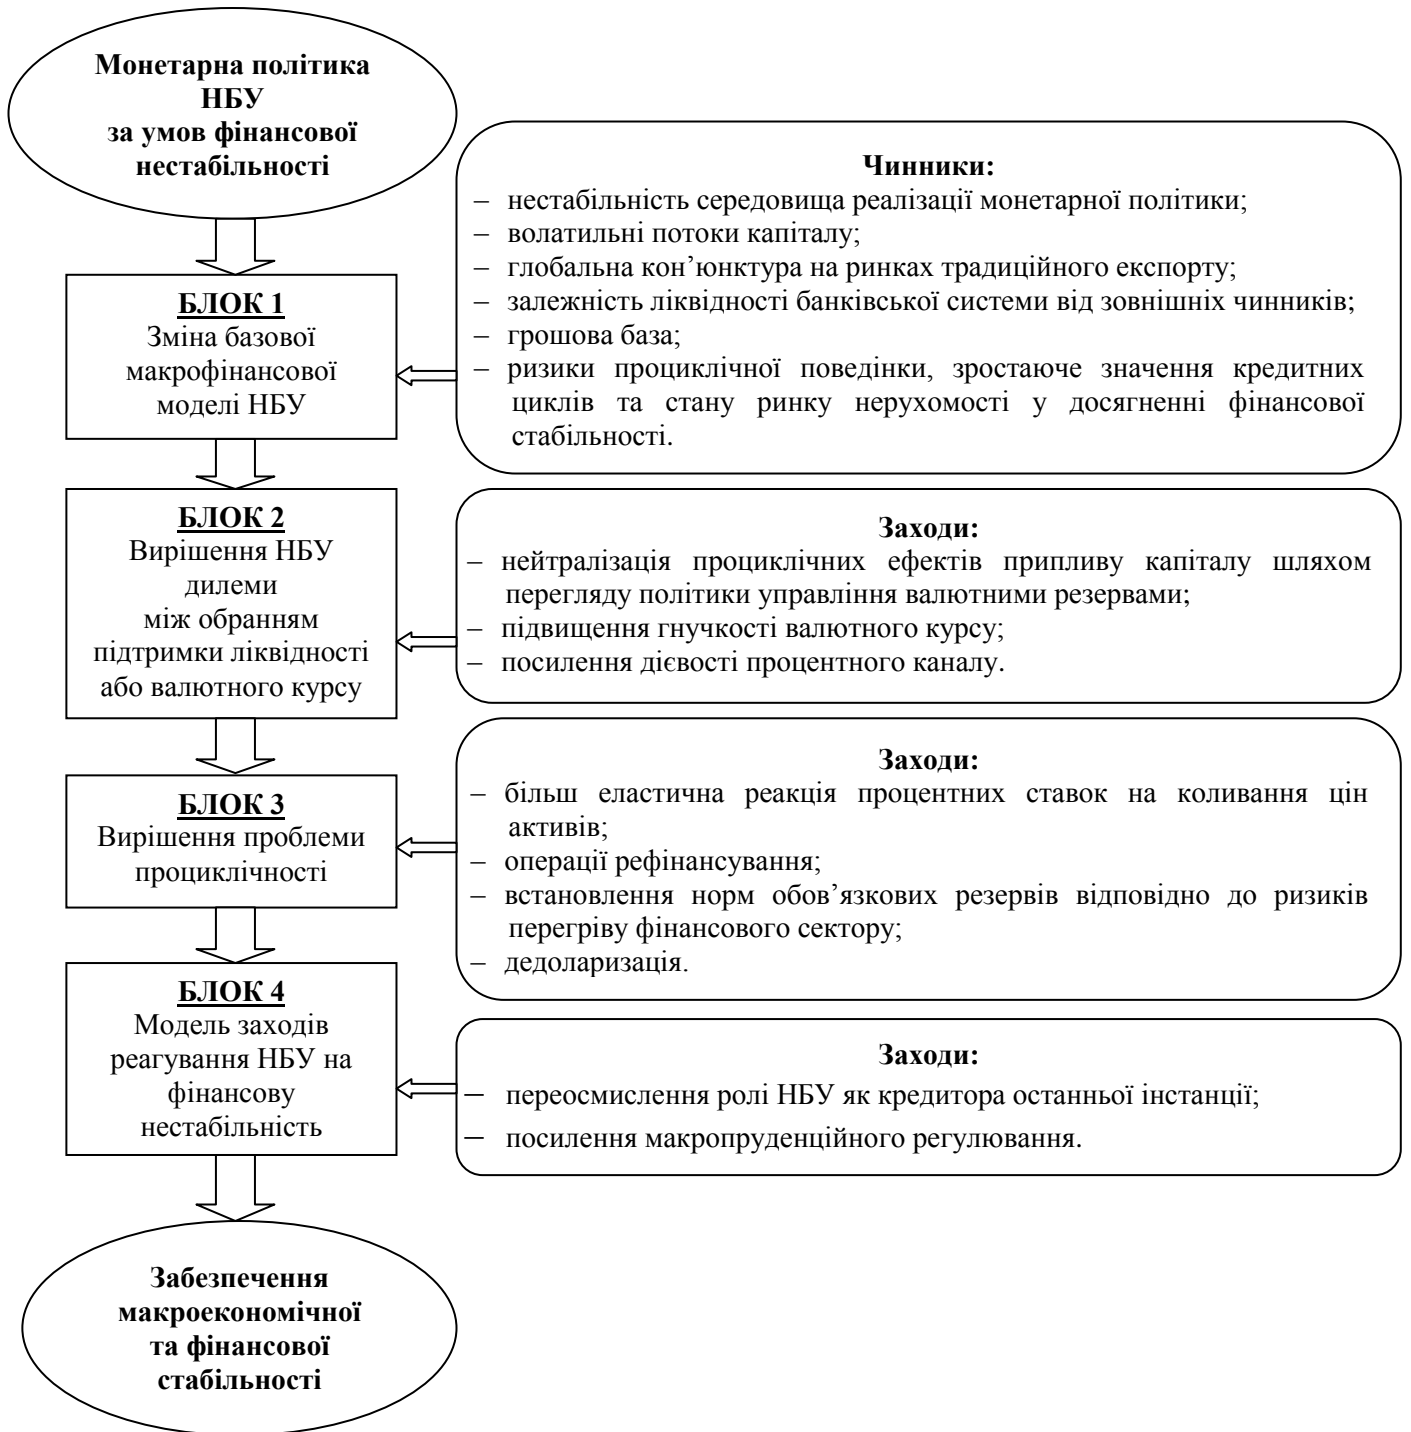 Монетарна політика
НБУ
за умов фінансової
нестабільності
Чинники:
– нестабільність середовища реалізації монетарної політики;
– волатильні потоки капіталу;
– глобальна кон’юнктура на ринках традиційного експорту;
– залежність ліквідності банківської системи від зовнішніх чинників;
– грошова база;
– ризики проциклічної поведінки, зростаюче значення кредитних
циклів та стану ринку нерухомості у досягненні фінансової
стабільності.
БЛОК 1
Зміна базової
макрофінансової
моделі НБУ
БЛОК 2
Вирішення НБУ
дилеми
між обранням
підтримки ліквідності
або валютного курсу
Заходи:
– нейтралізація проциклічних ефектів припливу капіталу шляхом
перегляду політики управління валютними резервами;
– підвищення гнучкості валютного курсу;
– посилення дієвості процентного каналу.
БЛОК 3
Вирішення проблеми
проциклічності
Заходи:
– більш еластична реакція процентних ставок на коливання цін
активів;
– операції рефінансування;
– встановлення норм обов’язкових резервів відповідно до ризиків
перегріву фінансового сектору;
– дедоларизація.
БЛОК 4
Модель заходів
реагування НБУ на
фінансову
нестабільність
Заходи:
– переосмислення ролі НБУ як кредитора останньої інстанції;
– посилення макропруденційного регулювання.
Забезпечення
макроекономічної
та фінансової
стабільності